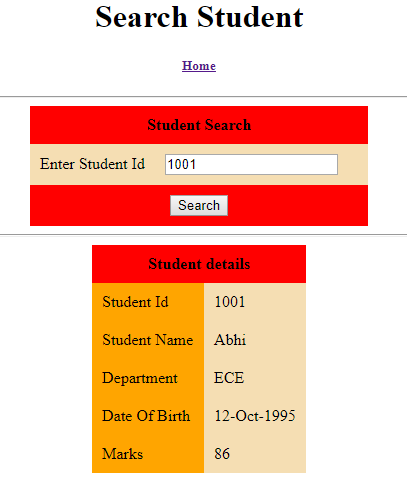 Search Student
Home
Student Search
Enter Student Id 1001
Search
Student details
Student Id 1001
Student Name Abhi
Department ECE
Date Of Birth 12-Oct-1995
Marks 86